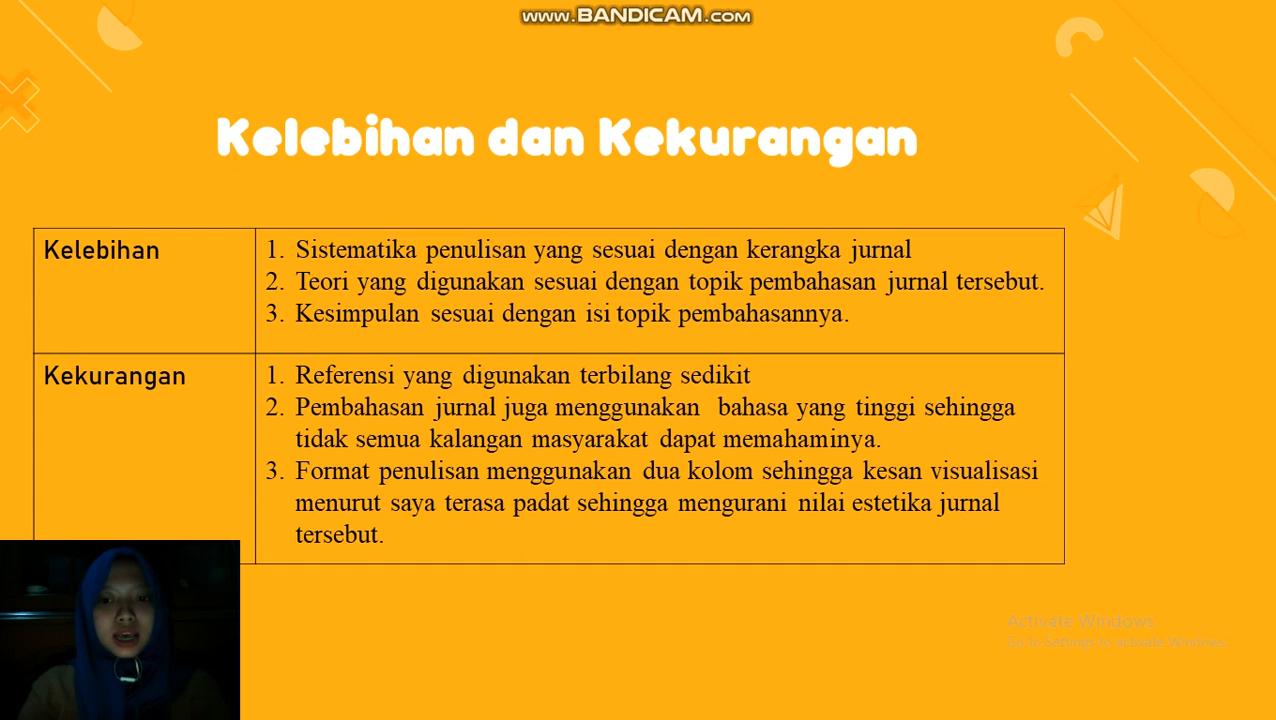 www.BANDICAM.com
Kelebihan dan Kekurangan
Kelebihan
1. Sistematika penulisan yang sesuai dengan kerangka jurnal
2. Teori yang digunakan sesuai dengan topik pembahasan jurnal tersebut.
3. Kesimpulan sesuai dengan isi topik pembahasannya.
Kekurangan
1. Referensi yang digunakan terbilang sedikit
2. Pembahasan jurnal juga menggunakan bahasa yang tinggi sehingga
tidak semua kalangan masyarakat dapat memahaminya.
3. Format penulisan menggunakan dua kolom sehingga kesan visualisasi
menurut saya terasa padat sehingga mengurani nilai estetika jurnal
tersebut.
Activate Windows
Go to Settings to activate Windows.